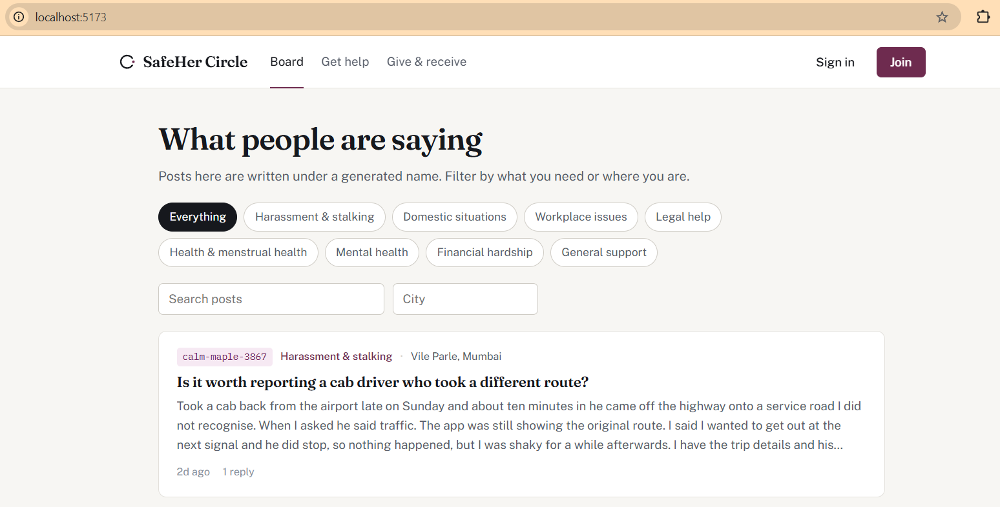 localhost:5173
SafeHer Circle Board Get help Give & receive Sign in Join
What people are saying
Posts here are written under a generated name. Filter by what you need or where you are.
Everything Harassment & stalking Domestic situations Workplace issues Legal help
Health & menstrual health Mental health Financial hardship General support
Search posts City
calm-maple-3867 Harassment & stalking · Vile Parle, Mumbai
Is it worth reporting a cab driver who took a different route?
Took a cab back from the airport late on Sunday and about ten minutes in he came off the highway onto a service road I did
not recognise. When I asked he said traffic. The app was still showing the original route. I said I wanted to get out at the
next signal and he did stop, so nothing happened, but I was shaky for a while afterwards. I have the trip details and his...
2d ago 1 reply